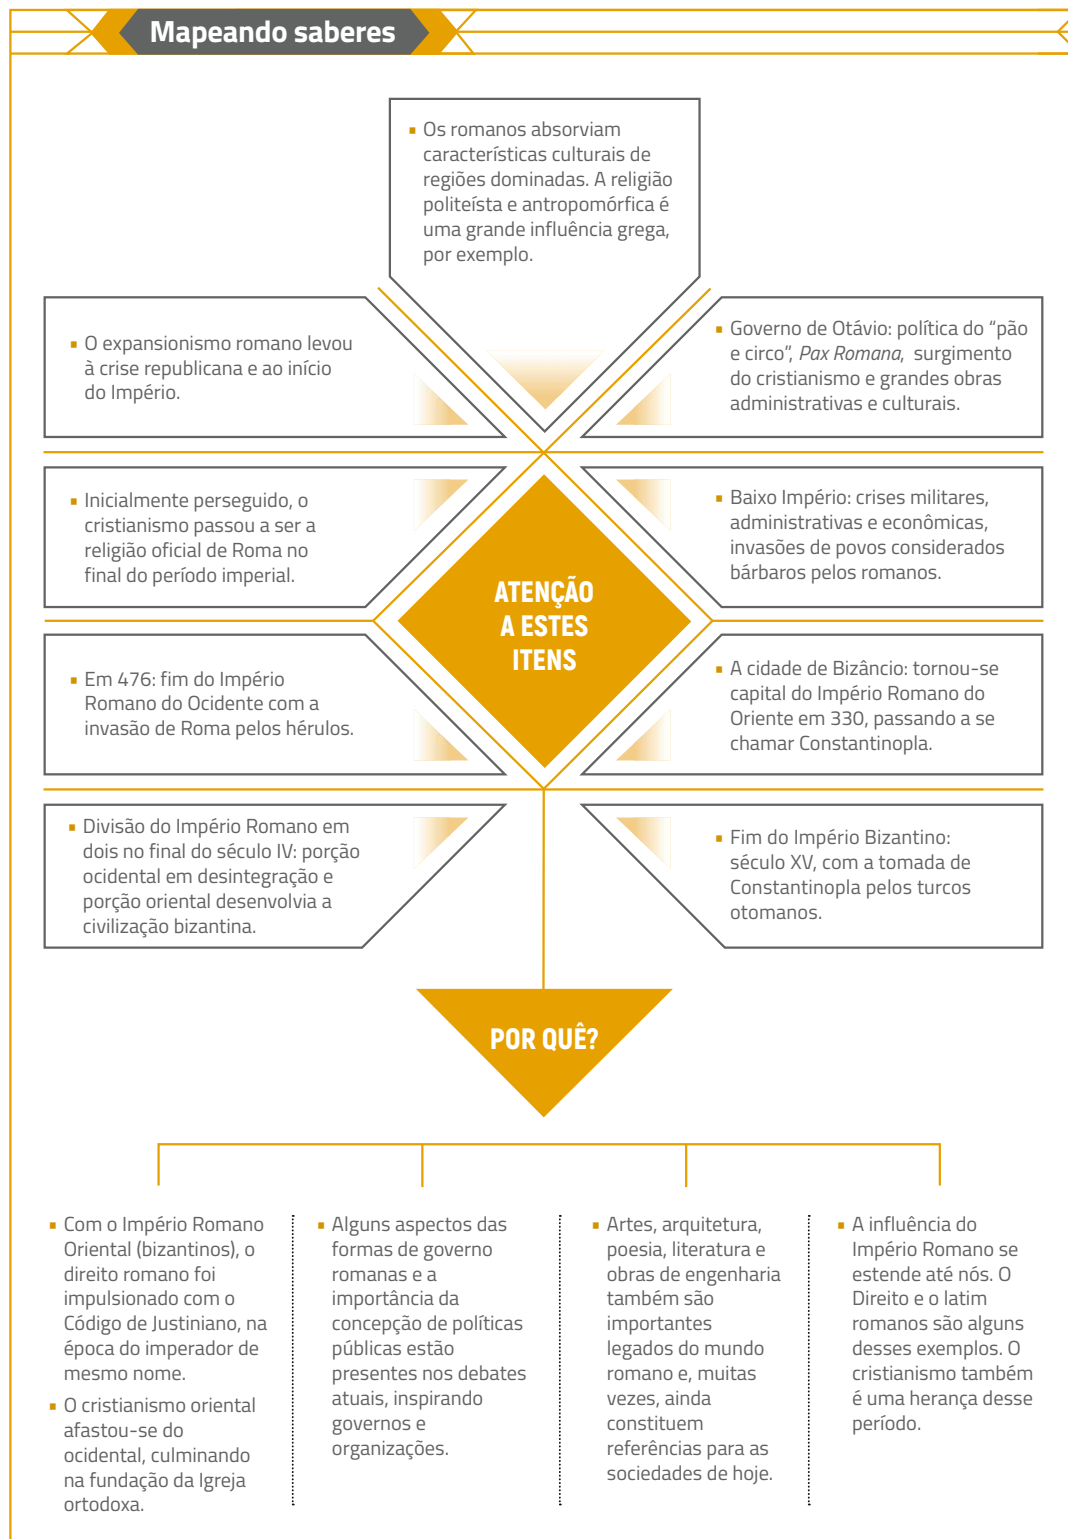 Mapeando saberes
▪ Os romanos absorviam
características culturais de
regiões dominadas. A religião
politeísta e antropomórfica é
uma grande influência grega,
por exemplo.
▪ O expansionismo romano levou
à crise republicana e ao início
do Império.
▪ Governo de Otávio: política do “pão
e circo”, Pax Romana, surgimento
do cristianismo e grandes obras
administrativas e culturais.
▪ Inicialmente perseguido, o
cristianismo passou a ser a
religião oficial de Roma no
final do período imperial.
▪ Baixo Império: crises militares,
administrativas e econômicas,
invasões de povos considerados
bárbaros pelos romanos.
ATENÇÃO
A ESTES
ITENS
▪ Em 476: fim do Império
Romano do Ocidente com a
invasão de Roma pelos hérulos.
▪ A cidade de Bizâncio: tornou-se
capital do Império Romano do
Oriente em 330, passando a se
chamar Constantinopla.
▪ Divisão do Império Romano em
dois no final do século IV: porção
ocidental em desintegração e
porção oriental desenvolvia a
civilização bizantina.
▪ Fim do Império Bizantino:
século XV, com a tomada de
Constantinopla pelos turcos
otomanos.
POR QUÊ?
▪ Com o Império Romano
Oriental (bizantinos), o
direito romano foi
impulsionado com o
Código de Justiniano, na
época do imperador de
mesmo nome.
▪ O cristianismo oriental
afastou-se do
ocidental, culminando
na fundação da Igreja
ortodoxa.
▪ Alguns aspectos das
formas de governo
romanas e a
importância da
concepção de políticas
públicas estão
presentes nos debates
atuais, inspirando
governos e
organizações.
▪ Artes, arquitetura,
poesia, literatura e
obras de engenharia
também são
importantes
legados do mundo
romano e, muitas
vezes, ainda
constituem
referências para as
sociedades de hoje.
▪ A influência do
Império Romano se
estende até nós. O
Direito e o latim
romanos são alguns
desses exemplos. O
cristianismo também
é uma herança desse
período.